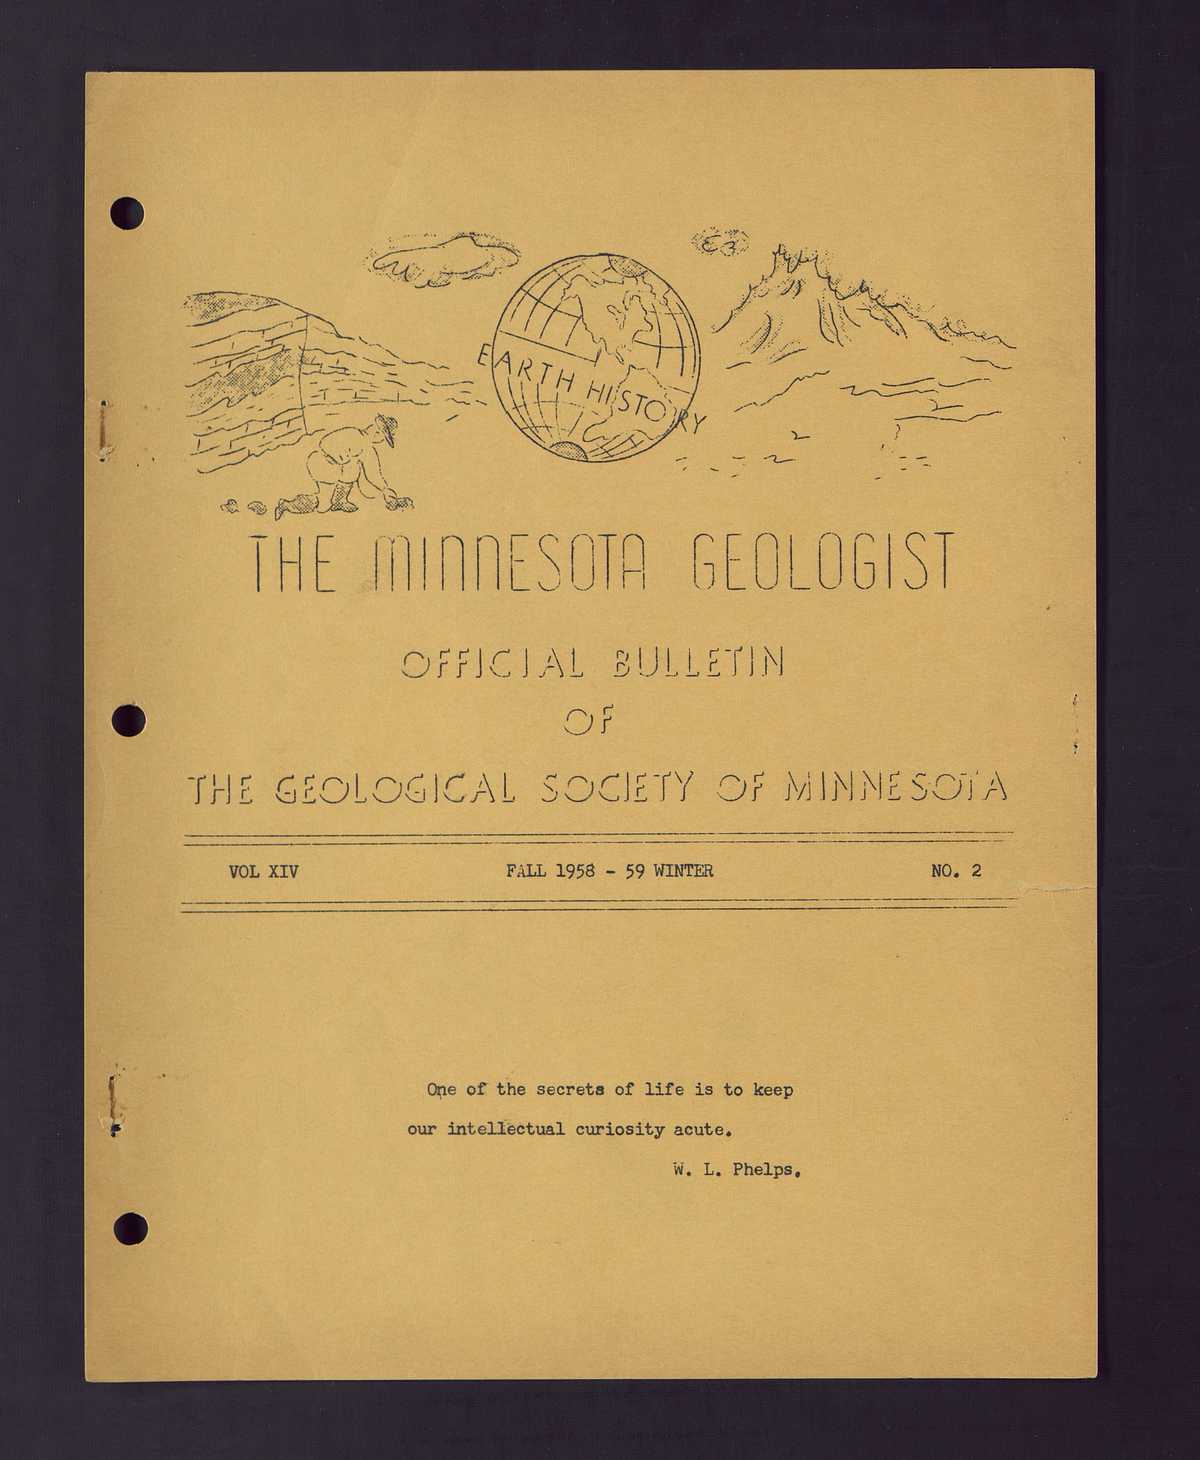 EARTH HISTORY
THE MINNESOTA GEOLOGIST
OFFICIAL BULLETIN
OF
THE GEOLOGICAL SOCIETY OF MINNESOTA
VOL XIV FALL 1958 - 59 WINTER NO. 2
One of the secrets of life is to keep
our intellectual curiosity acute.
W. L. Phelps.